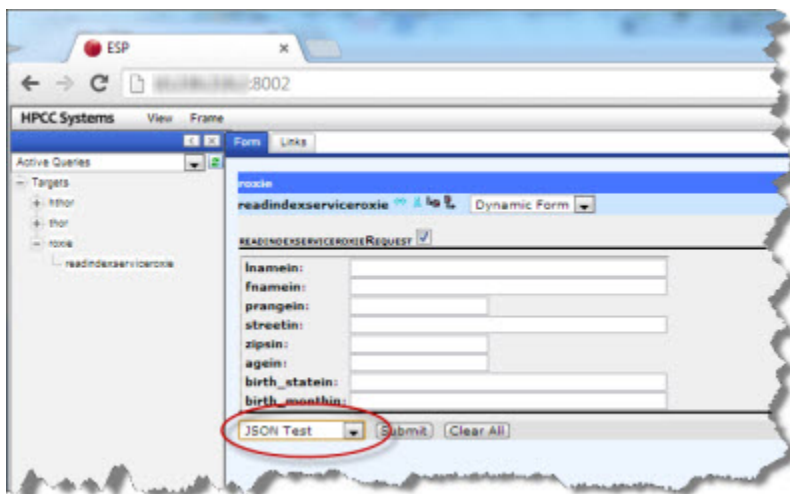 ESP
:8002
HPCC Systems View Frame
Form Links
Active Queries
Targets
hthor
thor
roxie
readindexserviceroxie
roxie
readindexserviceroxie Dynamic Form
readindexserviceroxieRequest
lnamein:
fnamein:
prangein:
streetin:
zipsin:
agein:
birth_statein:
birth_monthin:
JSON Test Submit Clear All